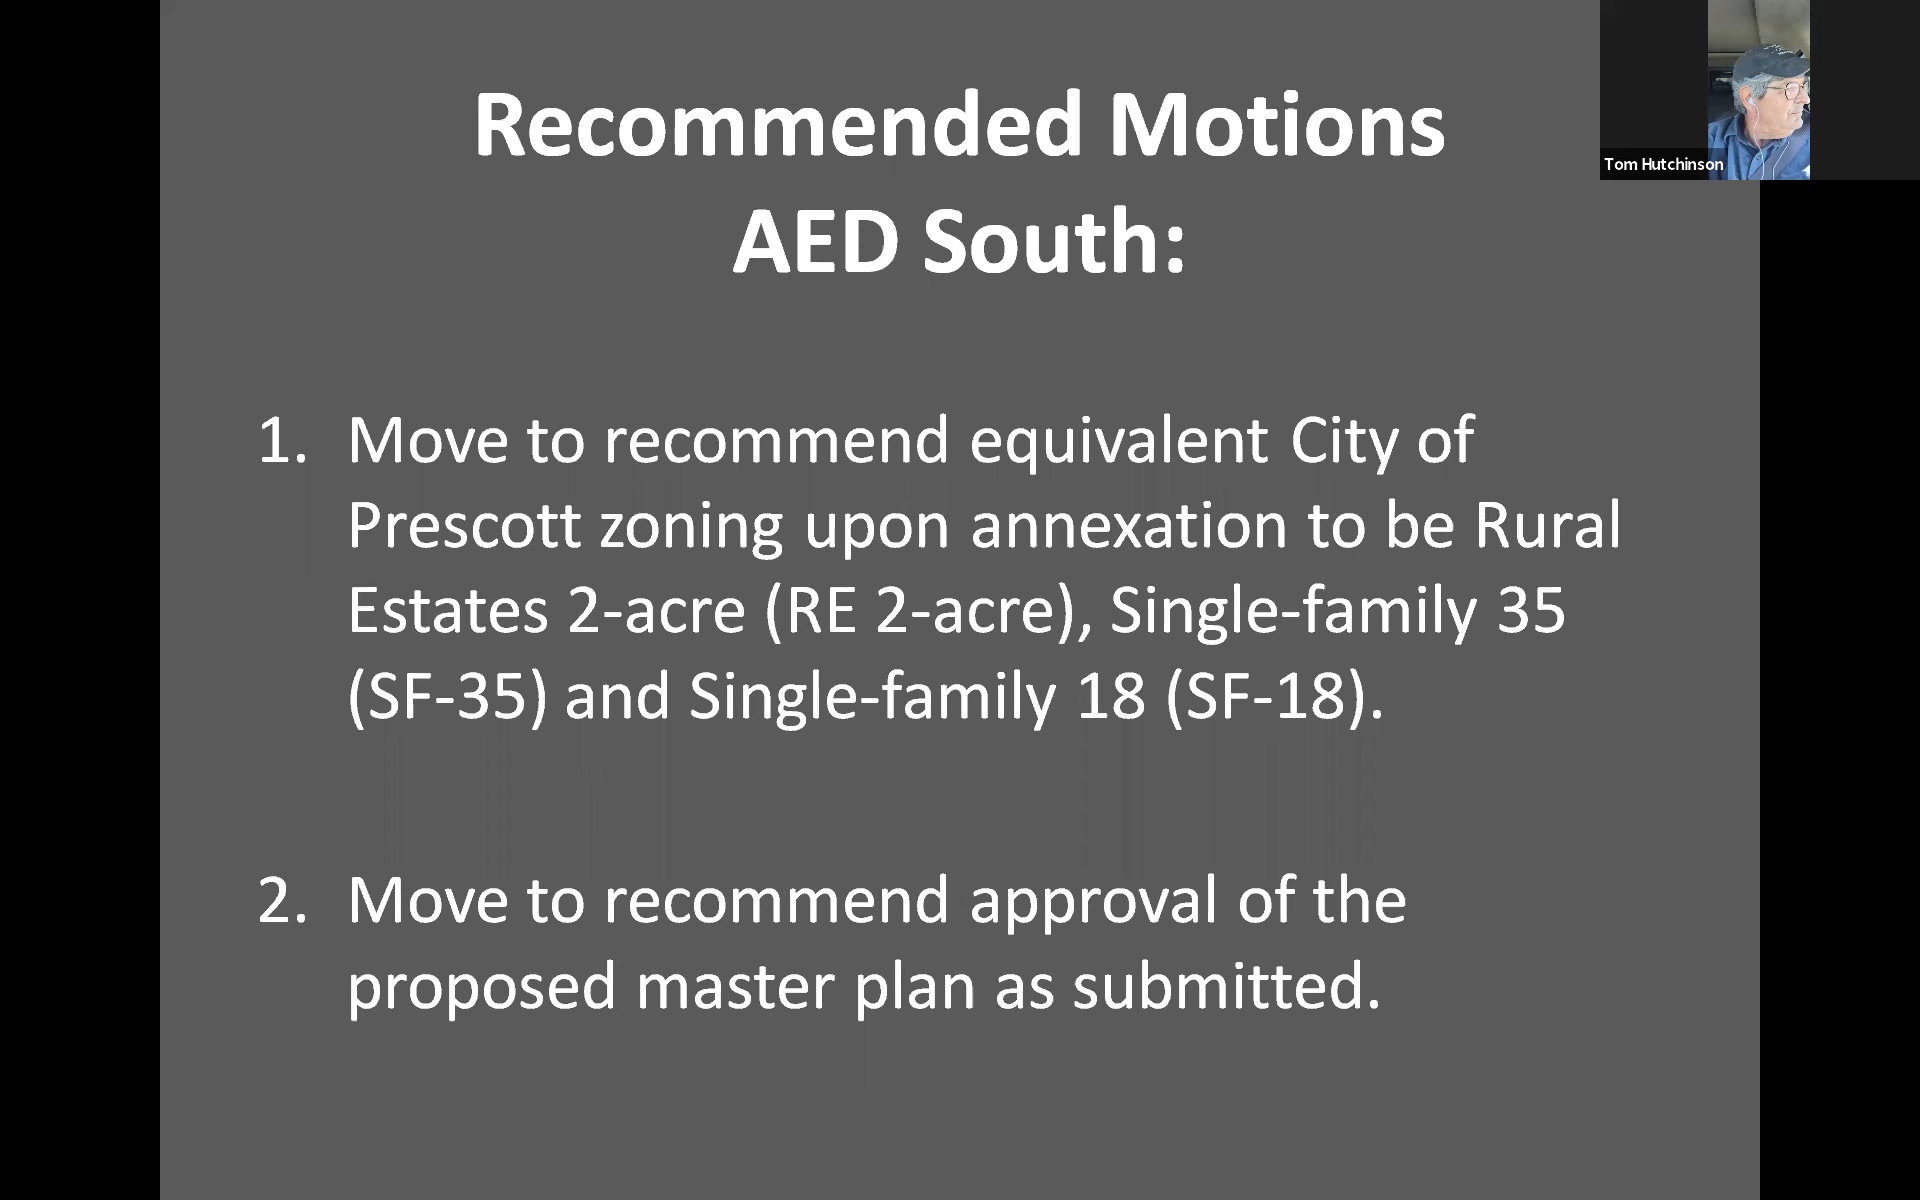 Recommended Motions
AED South:
Tom Hutchinson
1. Move to recommend equivalent City of
Prescott zoning upon annexation to be Rural
Estates 2-acre (RE 2-acre), Single-family 35
(SF-35) and Single-family 18 (SF-18).
2. Move to recommend approval of the
proposed master plan as submitted.